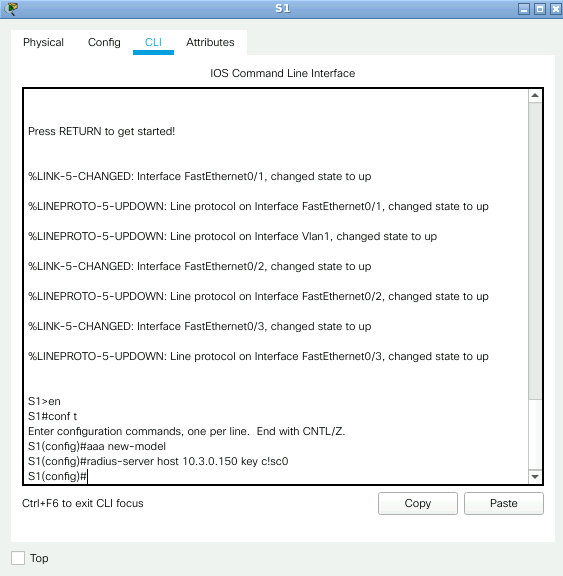 S1
Physical Config CLI Attributes
IOS Command Line Interface
Press RETURN to get started!
%LINK-5-CHANGED: Interface FastEthernet0/1, changed state to up
%LINEPROTO-5-UPDOWN: Line protocol on Interface FastEthernet0/1, changed state to up
%LINEPROTO-5-UPDOWN: Line protocol on Interface Vlan1, changed state to up
%LINK-5-CHANGED: Interface FastEthernet0/2, changed state to up
%LINEPROTO-5-UPDOWN: Line protocol on Interface FastEthernet0/2, changed state to up
%LINK-5-CHANGED: Interface FastEthernet0/3, changed state to up
%LINEPROTO-5-UPDOWN: Line protocol on Interface FastEthernet0/3, changed state to up
S1>en
S1#conf t
Enter configuration commands, one per line.  End with CNTL/Z.
S1(config)#aaa new-model
S1(config)#radius-server host 10.3.0.150 key c!sc0
S1(config)#
Ctrl+F6 to exit CLI focus
Copy Paste
Top